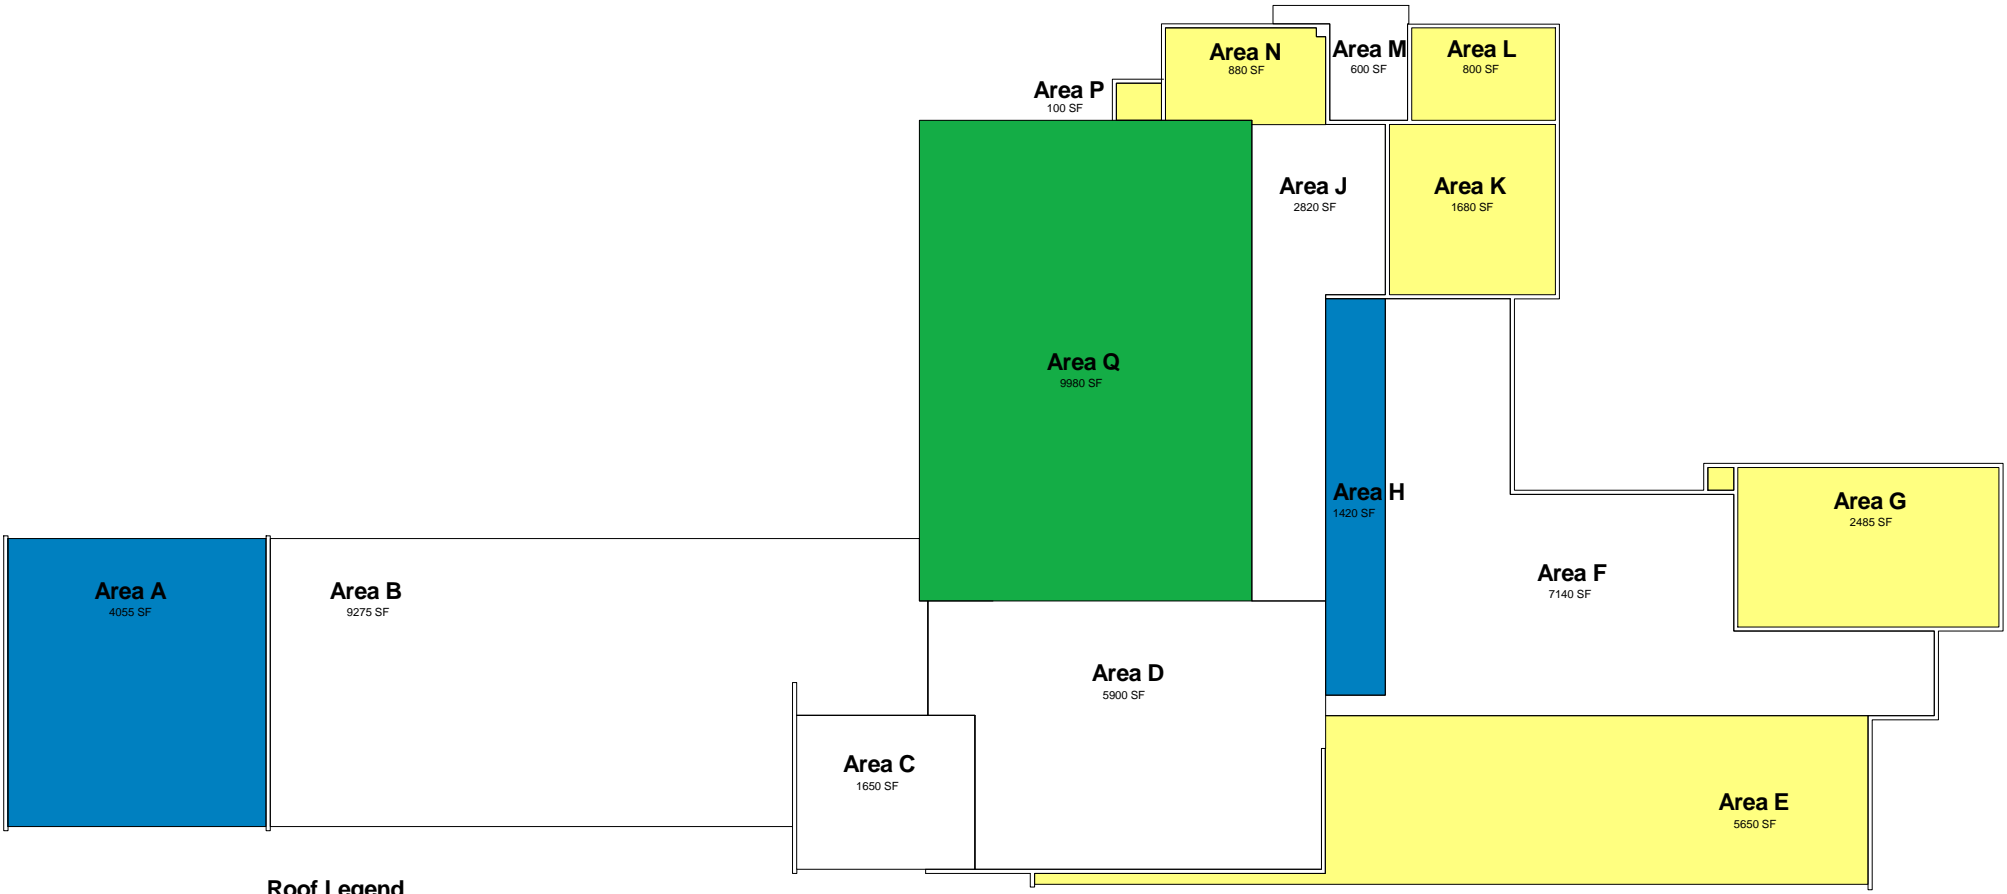 Area N
880 SF
Area M
600 SF
Area L
800 SF
Area P
100 SF
Area J
2820 SF
Area K
1680 SF
Area Q
9980 SF
Area H
1420 SF
Area G
2485 SF
Area A
4055 SF
Area B
9275 SF
Area F
7140 SF
Area D
5900 SF
Area C
1650 SF
Area E
5650 SF
Roof Legend